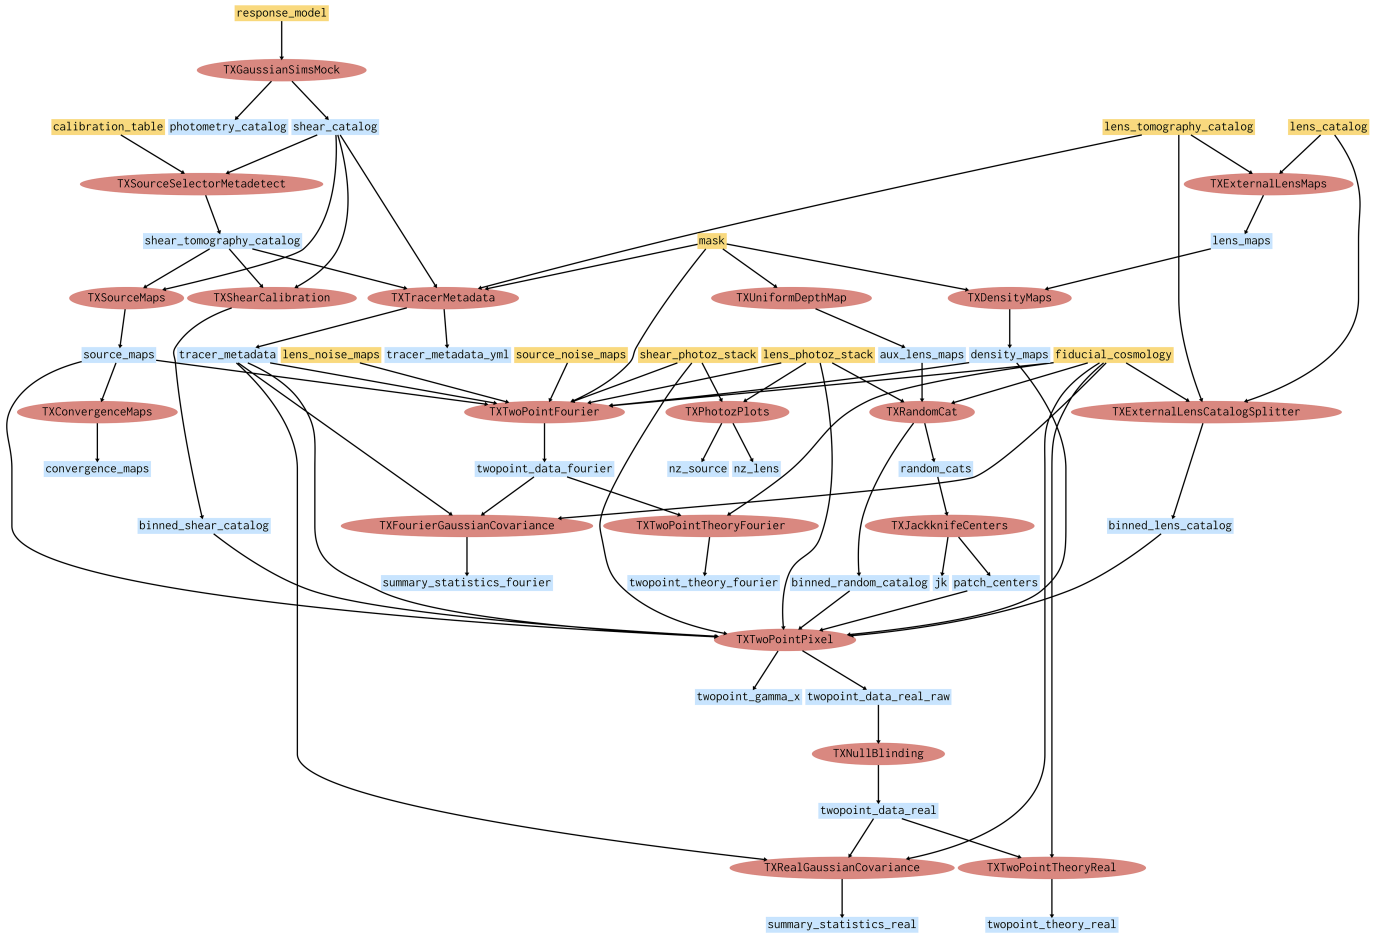 response_model
TXGaussianSimsMock
calibration_table
photometry_catalog
shear_catalog
lens_tomography_catalog
lens_catalog
TXSourceSelectorMetadetect
TXExternalLensMaps
shear_tomography_catalog
mask
lens_maps
TXSourceMaps
TXShearCalibration
TXTracerMetadata
TXUniformDepthMap
TXDensityMaps
source_maps
tracer_metadata
lens_noise_maps
tracer_metadata_yml
source_noise_maps
shear_photoz_stack
lens_photoz_stack
aux_lens_maps
density_maps
fiducial_cosmology
TXConvergenceMaps
TXTwoPointFourier
TXPhotozPlots
TXRandomCat
TXExternalLensCatalogSplitter
convergence_maps
twopoint_data_fourier
nz_source
nz_lens
random_cats
binned_shear_catalog
TXFourierGaussianCovariance
TXTwoPointTheoryFourier
TXJackknifeCenters
binned_lens_catalog
summary_statistics_fourier
twopoint_theory_fourier
binned_random_catalog
jk
patch_centers
TXTwoPointPixel
twopoint_gamma_x
twopoint_data_real_raw
TXNullBlinding
twopoint_data_real
TXRealGaussianCovariance
TXTwoPointTheoryReal
summary_statistics_real
twopoint_theory_real